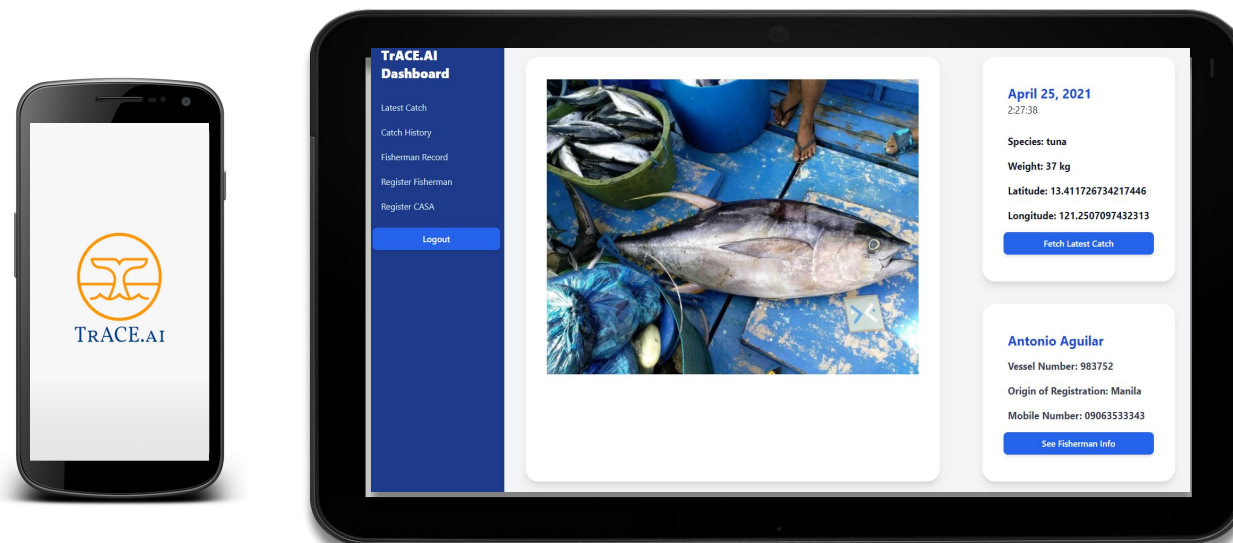 TrACE.AI
TrACE.AI
Dashboard
Latest Catch
Catch History
Fisherman Record
Register Fisherman
Register CASA
Logout
April 25, 2021
2:27:38
Species: tuna
Weight: 37 kg
Latitude: 13.411726734217446
Longitude: 121.2507097432313
Fetch Latest Catch
Antonio Aguilar
Vessel Number: 983752
Origin of Registration: Manila
Mobile Number: 09063533343
See Fisherman Info